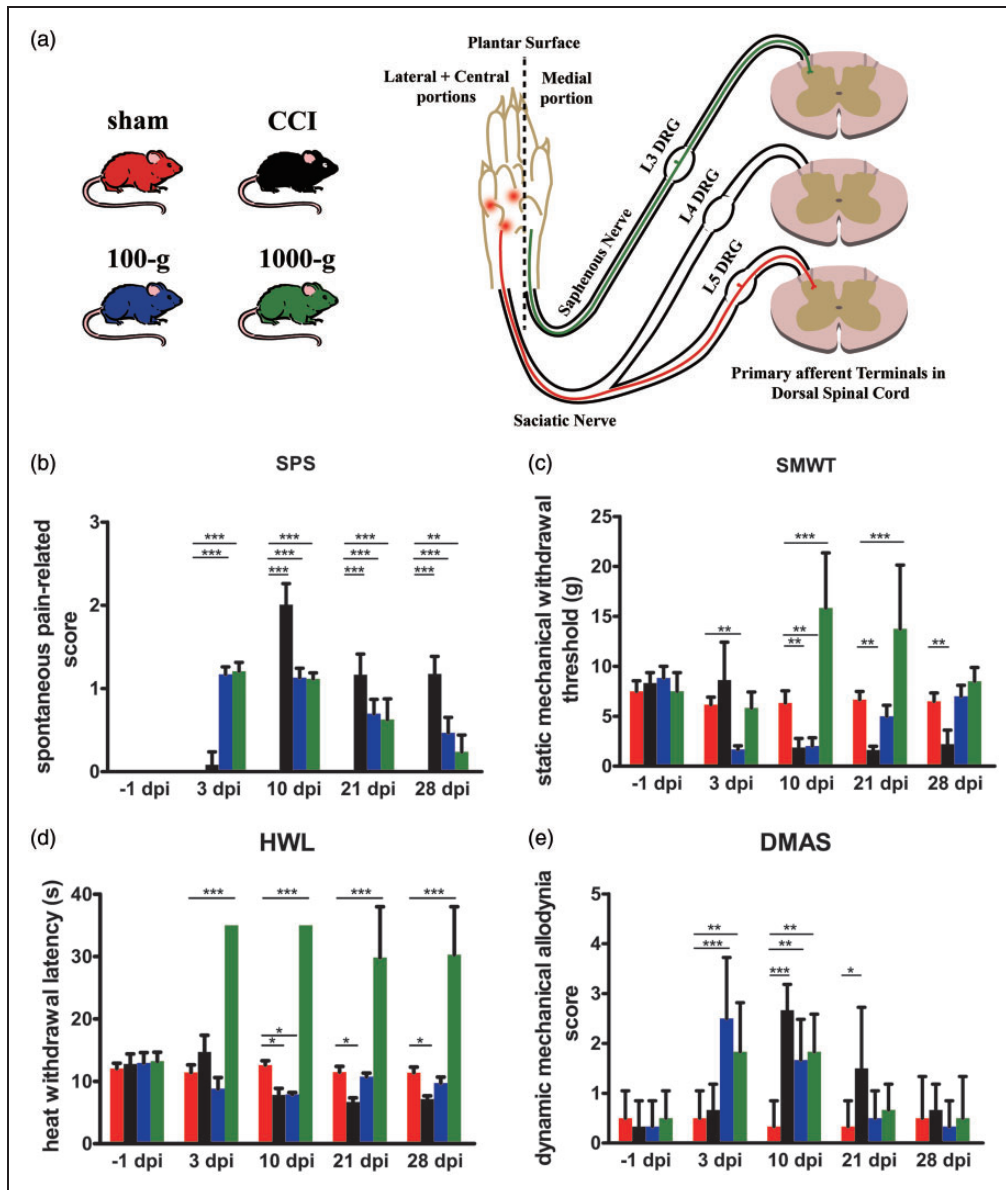 (a)
Plantar Surface
Lateral + Central
portions
Medial
portion
sham
CCI
100-g
1000-g
L3 DRG
L4 DRG
L5 DRG
Saphenous Nerve
Saciatic Nerve
Primary afferent Terminals in
Dorsal Spinal Cord
(b)
SPS
spontaneous pain-related
score
3
2
1
0
*** *** *** **
*** *** *** ***
*** *** ***
-1 dpi 3 dpi 10 dpi 21 dpi 28 dpi
(c)
SMWT
static mechanical withdrawal
threshold (g)
25
20
15
10
5
0
*** ***
** ** ** **
**
-1 dpi 3 dpi 10 dpi 21 dpi 28 dpi
(d)
HWL
heat withdrawal latency (s)
40
30
20
10
0
*** *** *** ***
*
* * *
-1 dpi 3 dpi 10 dpi 21 dpi 28 dpi
(e)
DMAS
dynamic mechanical allodynia
score
5
4
3
2
1
0
** **
*** **
*** *
-1 dpi 3 dpi 10 dpi 21 dpi 28 dpi